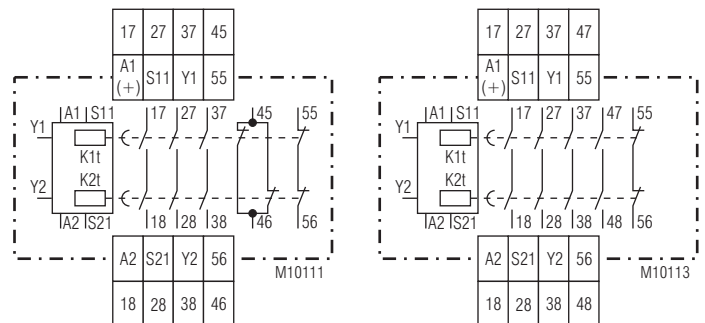 17 27 37 45
A1 (+) S11 Y1 55
A1 S11 17 27 37 45 55
Y1
K1t
K2t
Y2
A2 S21 18 28 38 46 56
A2 S21 Y2 56
M10111
18 28 38 46
17 27 37 47
A1 (+) S11 Y1 55
A1 S11 17 27 37 47 55
Y1
K1t
K2t
Y2
A2 S21 18 28 38 48 56
A2 S21 Y2 56
M10113
18 28 38 48